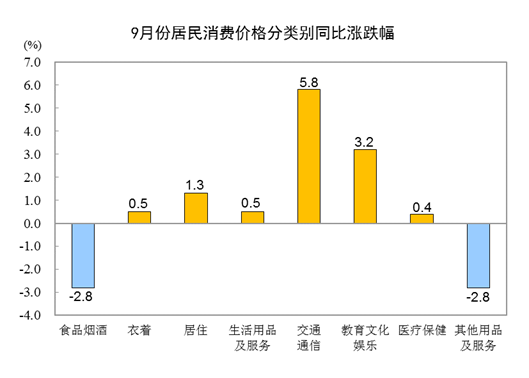 9月份居民消费价格分类别同比涨跌幅
(%)
7.0
6.0
5.0
4.0
3.0
2.0
1.0
0.0
-1.0
-2.0
-3.0
-4.0
-2.8
0.5
1.3
0.5
5.8
3.2
0.4
-2.8
食品烟酒
衣着
居住
生活用品
及服务
交通
通信
教育文化
娱乐
医疗保健
其他用品
及服务